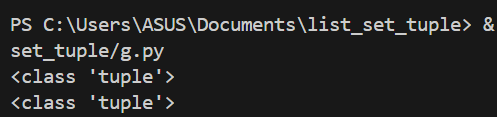 PS C:\Users\ASUS\Documents\list_set_tuple> &
set_tuple/g.py
<class 'tuple'>
<class 'tuple'>